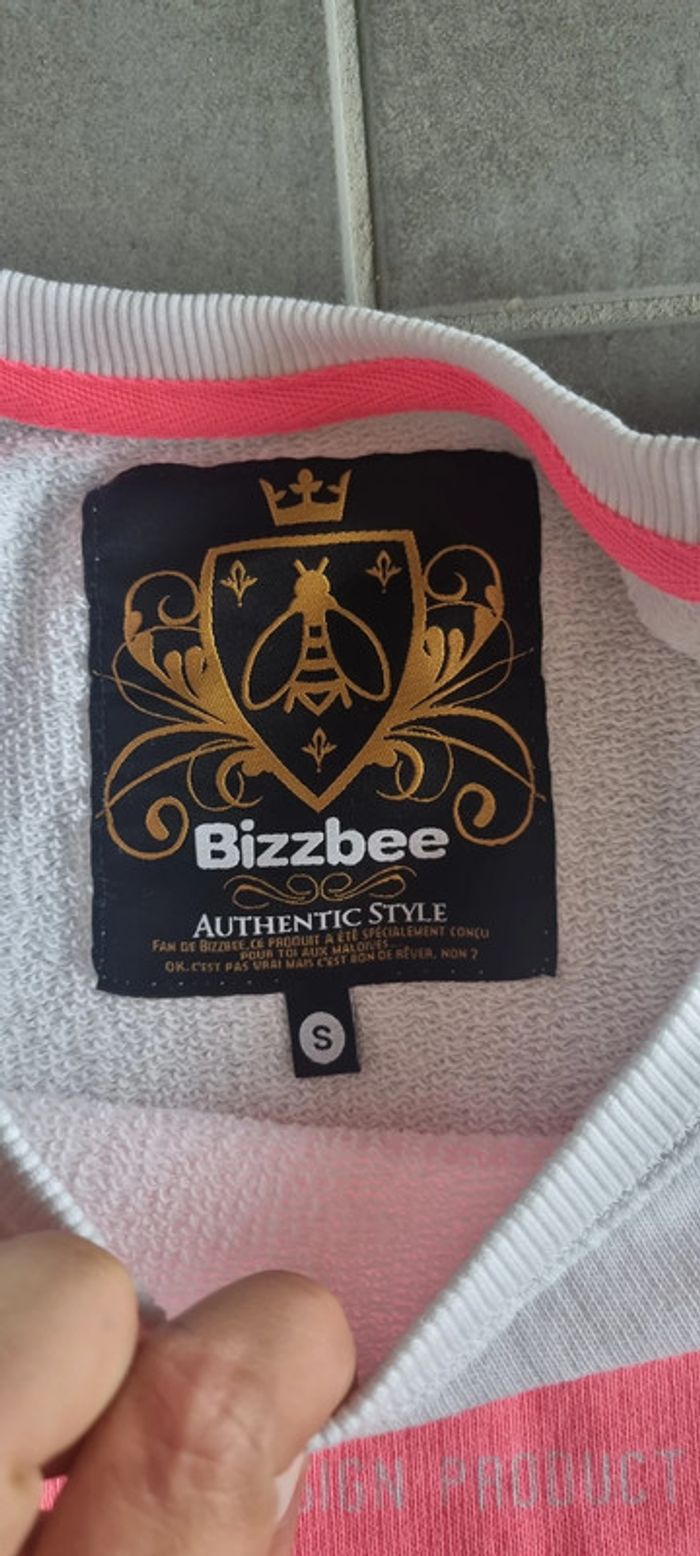 Bizzbee
AUTHENTIC STYLE
FAN DE BIZZBEE, CE PRODUIT A ÉTÉ SPÉCIALEMENT CONÇU
POUR TOI AUX MALDIVES...
OK, C'EST PAS VRAI MAIS C'EST BON DE RÊVER, NON ?
S
SIGN PRODUCT